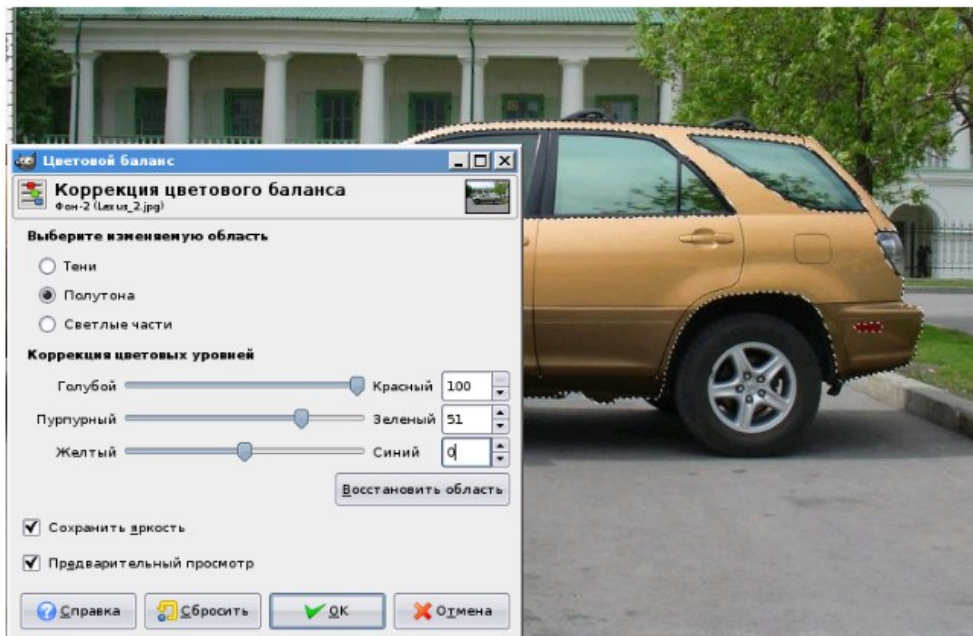 Цветовой баланс
Коррекция цветового баланса
Фон-2 (Lexus_2.jpg)
Выберите изменяемую область
Тени
Полутона
Светлые части
Коррекция цветовых уровней
Голубой Красный 100
Пурпурный Зеленый 51
Желтый Синий 0
Восстановить область
Сохранить яркость
Предварительный просмотр
Справка Сбросить OK Отмена